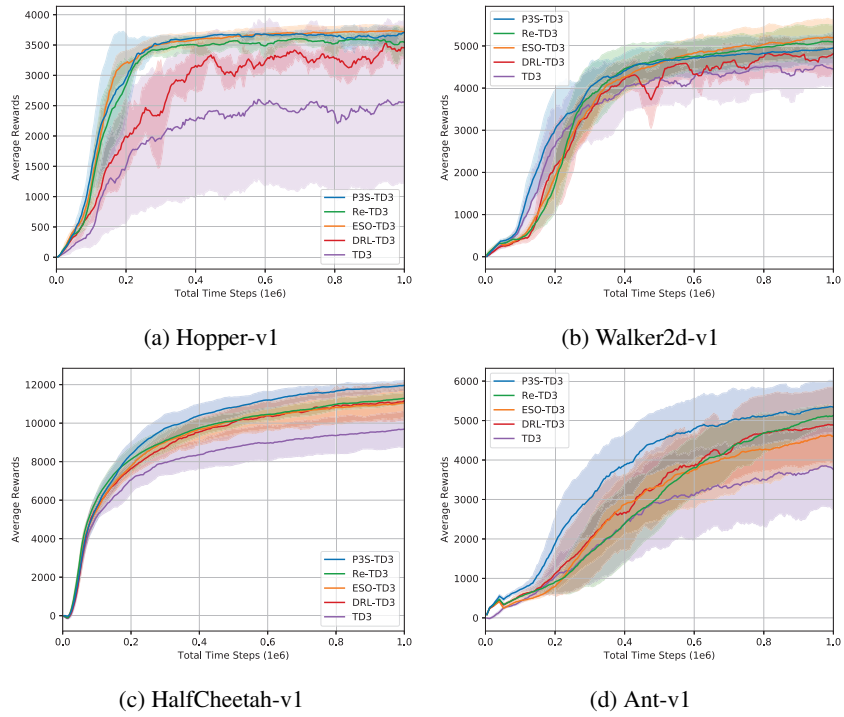 4000
3500
3000
2500
2000
1500
1000
500
0
Average Rewards
P3S-TD3
Re-TD3
ESO-TD3
DRL-TD3
TD3
0.0 0.2 0.4 0.6 0.8 1.0
Total Time Steps (1e6)
(a) Hopper-v1
5000
4000
3000
2000
1000
0
Average Rewards
P3S-TD3
Re-TD3
ESO-TD3
DRL-TD3
TD3
0.0 0.2 0.4 0.6 0.8 1.0
Total Time Steps (1e6)
(b) Walker2d-v1
12000
10000
8000
6000
4000
2000
0
Average Rewards
P3S-TD3
Re-TD3
ESO-TD3
DRL-TD3
TD3
0.0 0.2 0.4 0.6 0.8 1.0
Total Time Steps (1e6)
(c) HalfCheetah-v1
6000
5000
4000
3000
2000
1000
0
Average Rewards
P3S-TD3
Re-TD3
ESO-TD3
DRL-TD3
TD3
0.0 0.2 0.4 0.6 0.8 1.0
Total Time Steps (1e6)
(d) Ant-v1